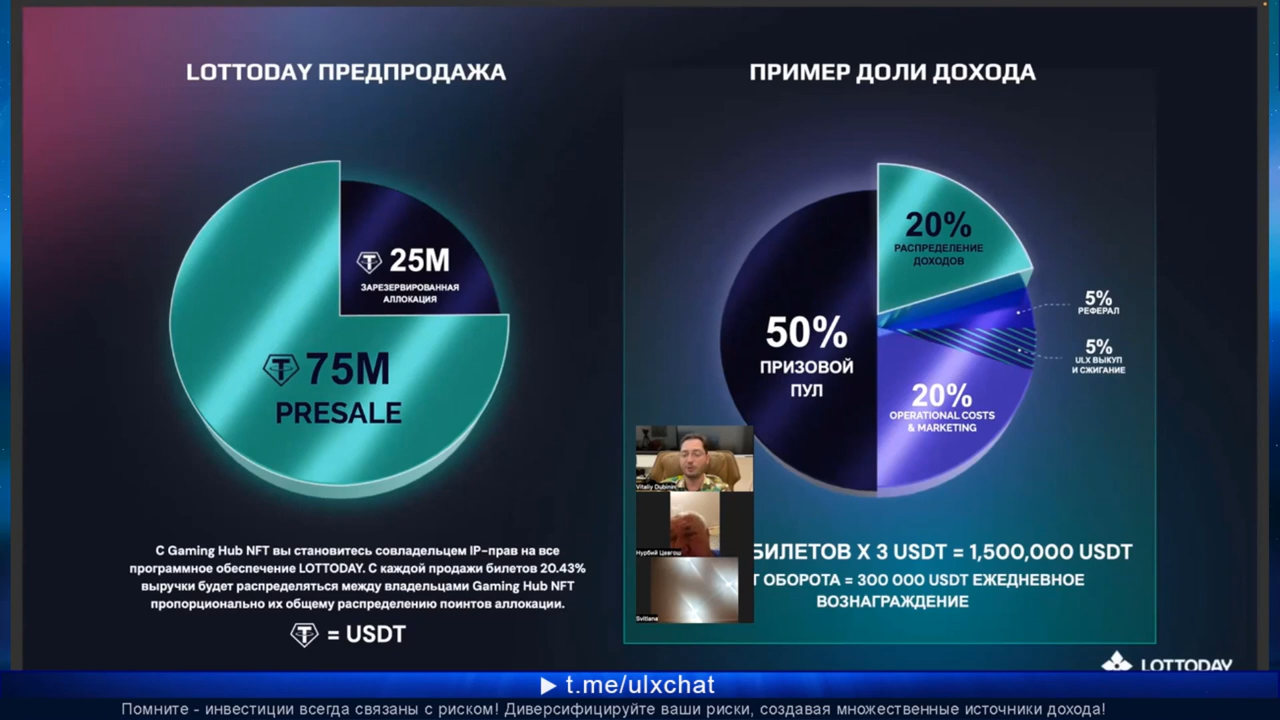 LOTTODAY ПРЕДПРОДАЖА
25M
ЗАРЕЗЕРВИРОВАННАЯ
АЛЛОКАЦИЯ
75M
PRESALE
С Gaming Hub NFT вы становитесь совладельцем IP-прав на все
программное обеспечение LOTTODAY. С каждой продажи билетов 20.43%
выручки будет распределяться между владельцами Gaming Hub NFT
пропорционально их общему распределению поинтов аллокации.
= USDT
ПРИМЕР ДОЛИ ДОХОДА
20%
РАСПРЕДЕЛЕНИЕ
ДОХОДОВ
5%
РЕФЕРАЛ
5%
ULX ВЫКУП
И СЖИГАНИЕ
50%
ПРИЗОВОЙ
ПУЛ
20%
OPERATIONAL COSTS
& MARKETING
Vitaliy Dubinin
Нурбий Цевгош
Svitlana
БИЛЕТОВ X 3 USDT = 1,500,000 USDT
Т ОБОРОТА = 300 000 USDT ЕЖЕДНЕВНОЕ
ВОЗНАГРАЖДЕНИЕ
LOTTODAY
t.me/ulxchat
Помните - инвестиции всегда связаны с риском! Диверсифицируйте ваши риски, создавая множественные источники дохода!